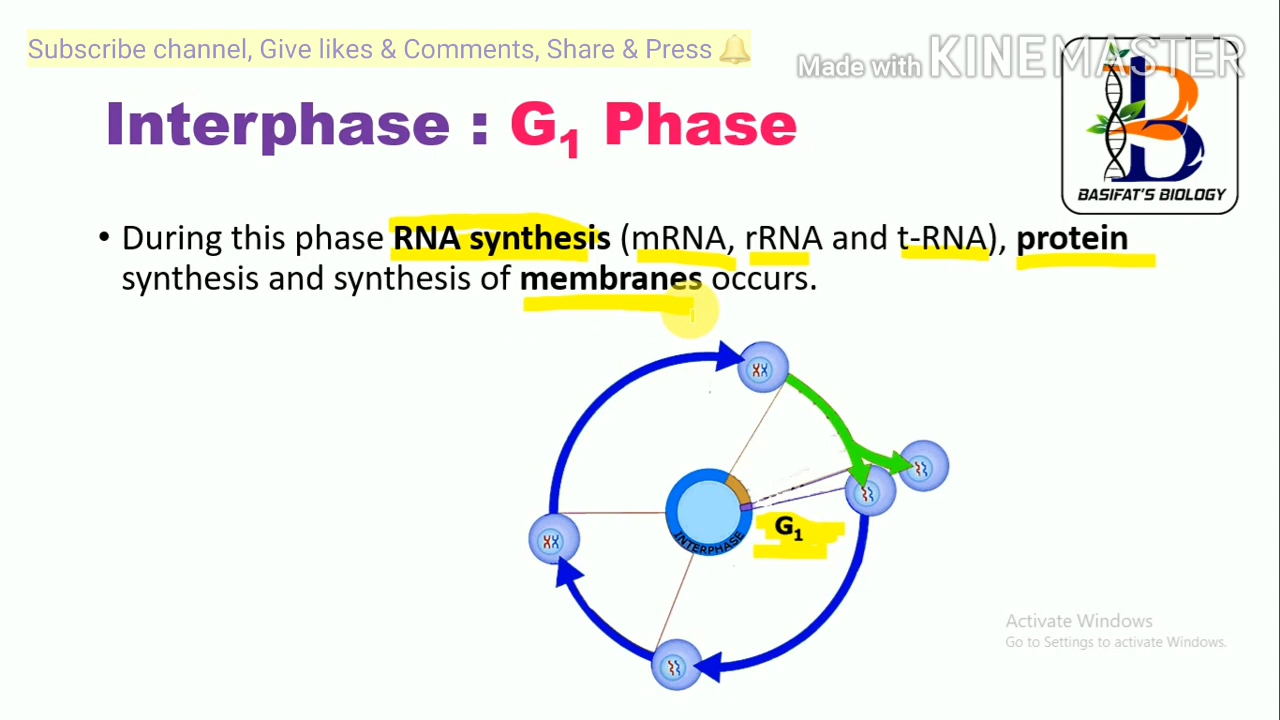 Subscribe channel, Give likes & Comments, Share & Press 🔔
Made with KINEMASTER
Interphase : G₁ Phase
BASIFAT'S BIOLOGY
• During this phase RNA synthesis (mRNA, rRNA and t-RNA), protein
synthesis and synthesis of membranes occurs.
G₁
INTERPHASE
Activate Windows
Go to Settings to activate Windows.